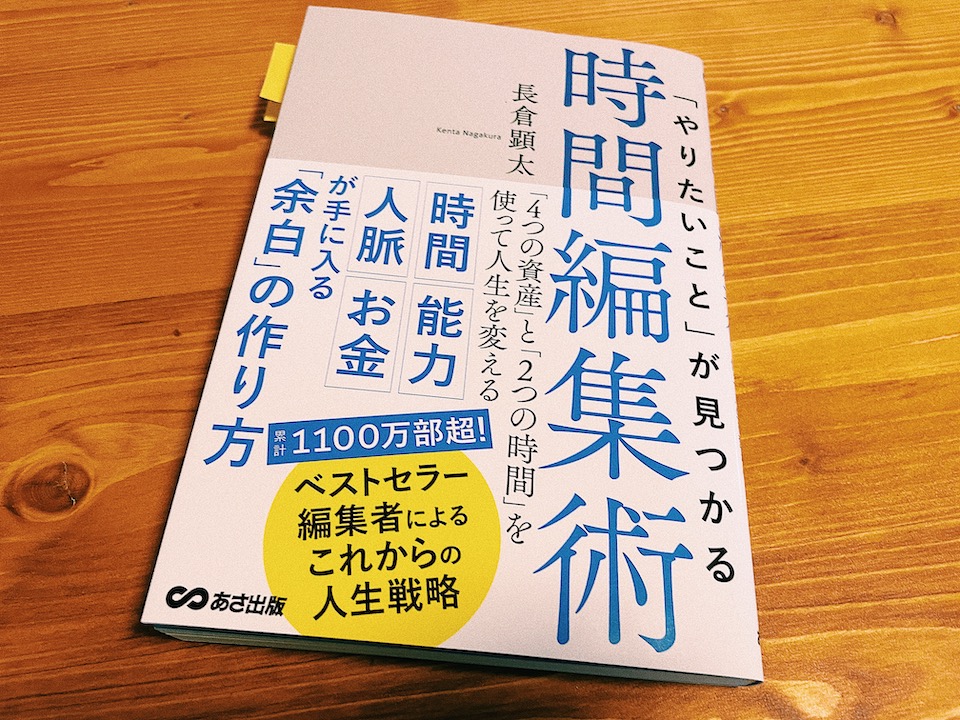 「やりたいこと」が見つかる
時間編集術
長倉顕太
Kenta Nagakura
「4つの資産」と「2つの時間」を
使って人生を変える
時間
能力
人脈
お金
が手に入る
「余白」の作り方
累計
1100万部超!
ベストセラー
編集者による
これからの
人生戦略
あさ出版